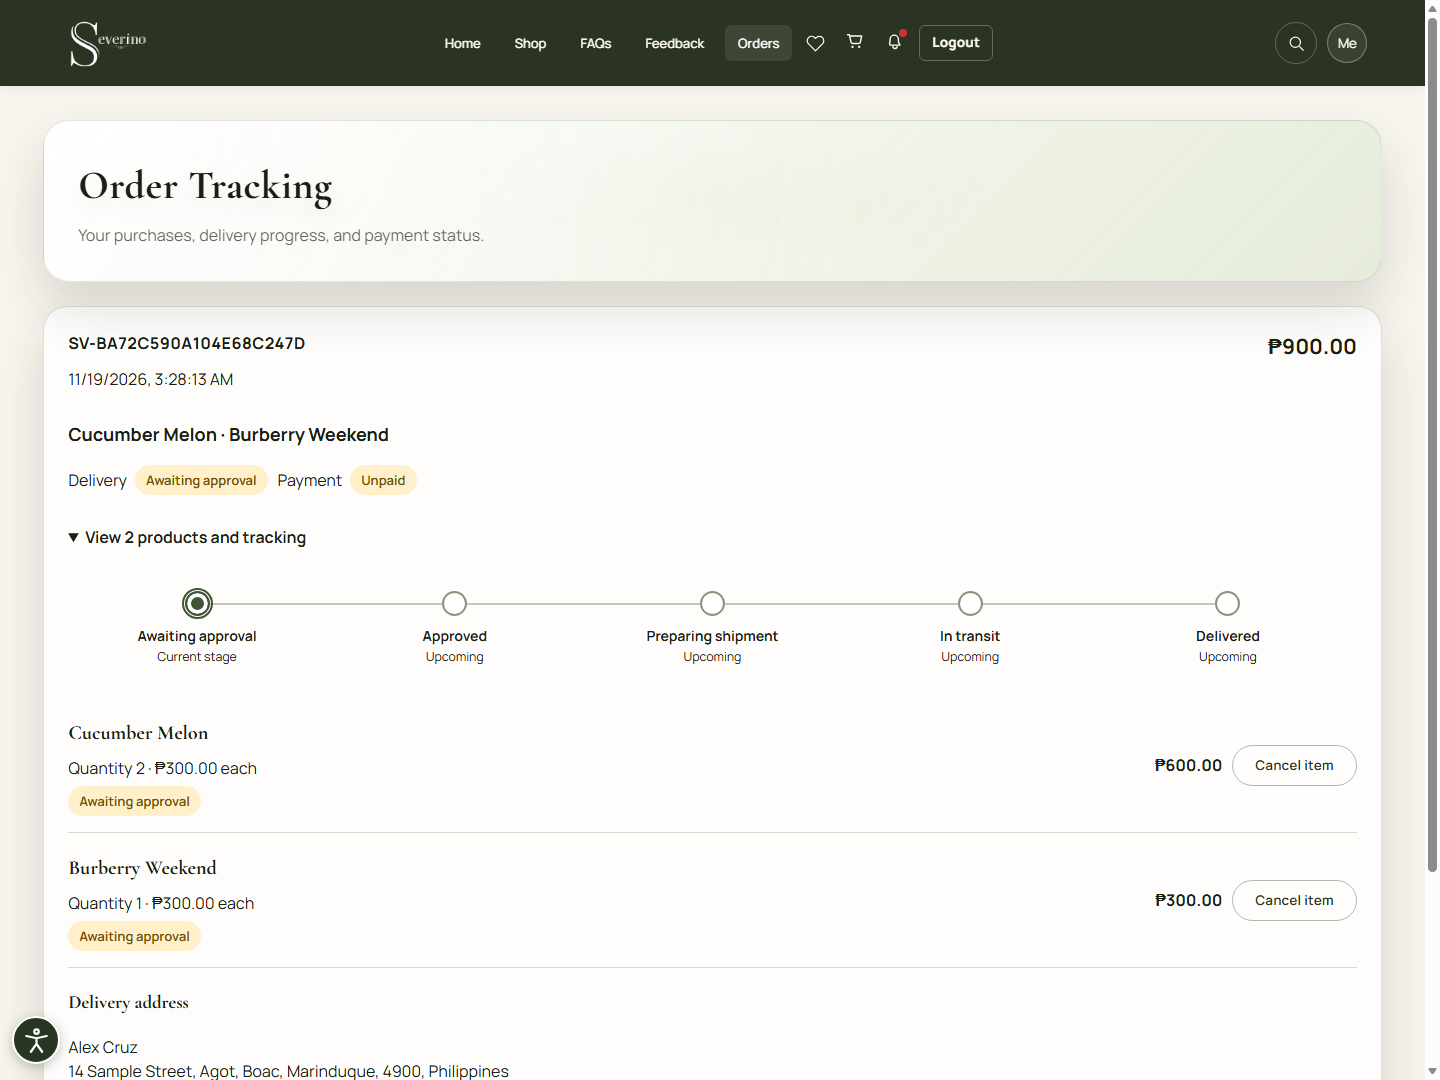 Severino
Home
Shop
FAQs
Feedback
Orders
Logout
Me
Order Tracking
Your purchases, delivery progress, and payment status.
SV-BA72C590A104E68C247D
₱900.00
11/19/2026, 3:28:13 AM
Cucumber Melon · Burberry Weekend
Delivery Awaiting approval Payment Unpaid
▼ View 2 products and tracking
Awaiting approval
Current stage
Approved
Upcoming
Preparing shipment
Upcoming
In transit
Upcoming
Delivered
Upcoming
Cucumber Melon
Quantity 2 · ₱300.00 each
Awaiting approval
₱600.00
Cancel item
Burberry Weekend
Quantity 1 · ₱300.00 each
Awaiting approval
₱300.00
Cancel item
Delivery address
Alex Cruz
14 Sample Street, Agot, Boac, Marinduque, 4900, Philippines